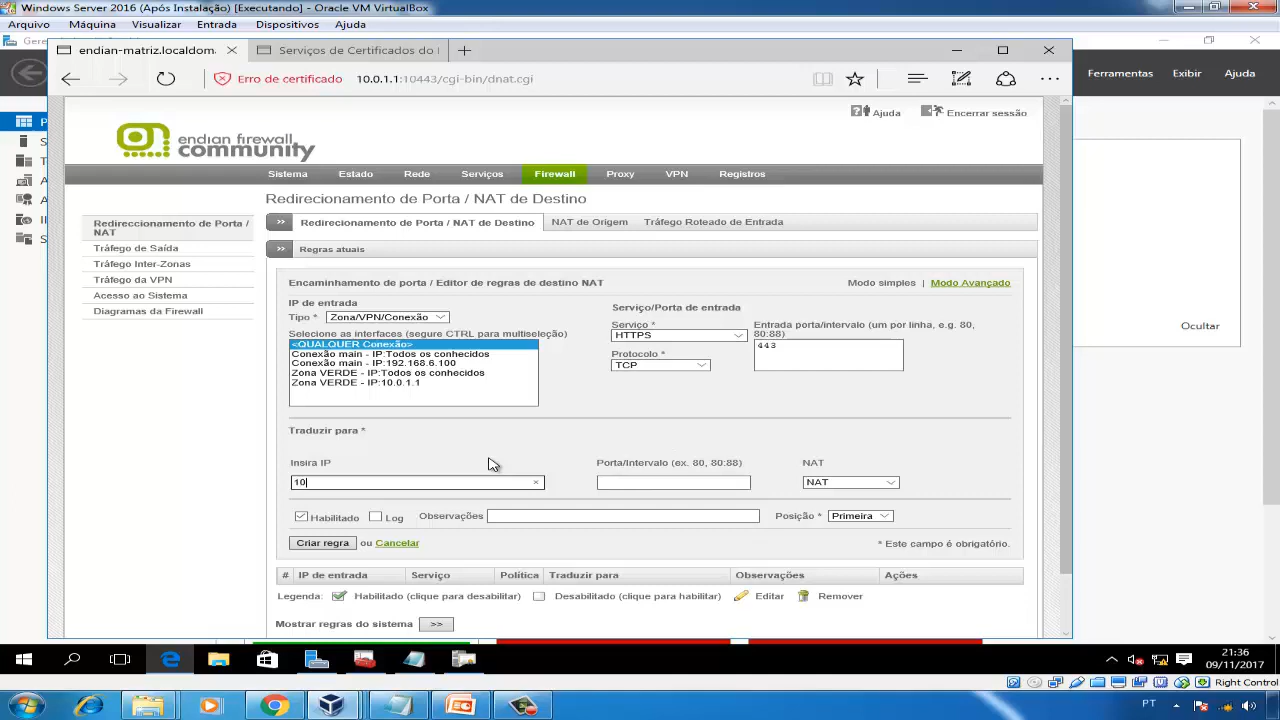 Windows Server 2016 (Após Instalação) [Executando] - Oracle VM VirtualBox
Arquivo Máquina Visualizar Entrada Dispositivos Ajuda
endian-matriz.localdom
Serviços de Certificados do
Ferramentas Exibir Ajuda
Erro de certificado 10.0.1.1:10443/cgi-bin/dnat.cgi
Ajuda Encerrar sessão
endian firewall
community
Sistema Estado Rede Serviços Firewall Proxy VPN Registros
Redirecionamento de Porta / NAT de Destino
Redireccionamento de Porta /
NAT
Tráfego de Saída
Tráfego Inter-Zonas
Tráfego da VPN
Acesso ao Sistema
Diagramas da Firewall
>> Redirecionamento de Porta / NAT de Destino NAT de Origem Tráfego Roteado de Entrada
>> Regras atuais
Encaminhamento de porta / Editor de regras de destino NAT Modo simples | Modo Avançado
IP de entrada
Tipo * Zona/VPN/Conexão
Selecione as interfaces (segure CTRL para multiseleção)
<QUALQUER Conexão>
Conexão main - IP:Todos os conhecidos
Conexão main - IP:192.168.6.100
Zona VERDE - IP:Todos os conhecidos
Zona VERDE - IP:10.0.1.1
Serviço/Porta de entrada
Serviço *
HTTPS
Protocolo *
TCP
Entrada porta/intervalo (um por linha, e.g. 80,
80:88)
443
Ocultar
Traduzir para *
Insira IP Porta/Intervalo (ex. 80, 80:88) NAT
10 × NAT
Habilitado Log Observações Posição * Primeira
Criar regra ou Cancelar * Este campo é obrigatório.
# IP de entrada Serviço Política Traduzir para Observações Ações
Legenda: Habilitado (clique para desabilitar) Desabilitado (clique para habilitar) Editar Remover
Mostrar regras do sistema >>
21:36
09/11/2017
Right Control
PT